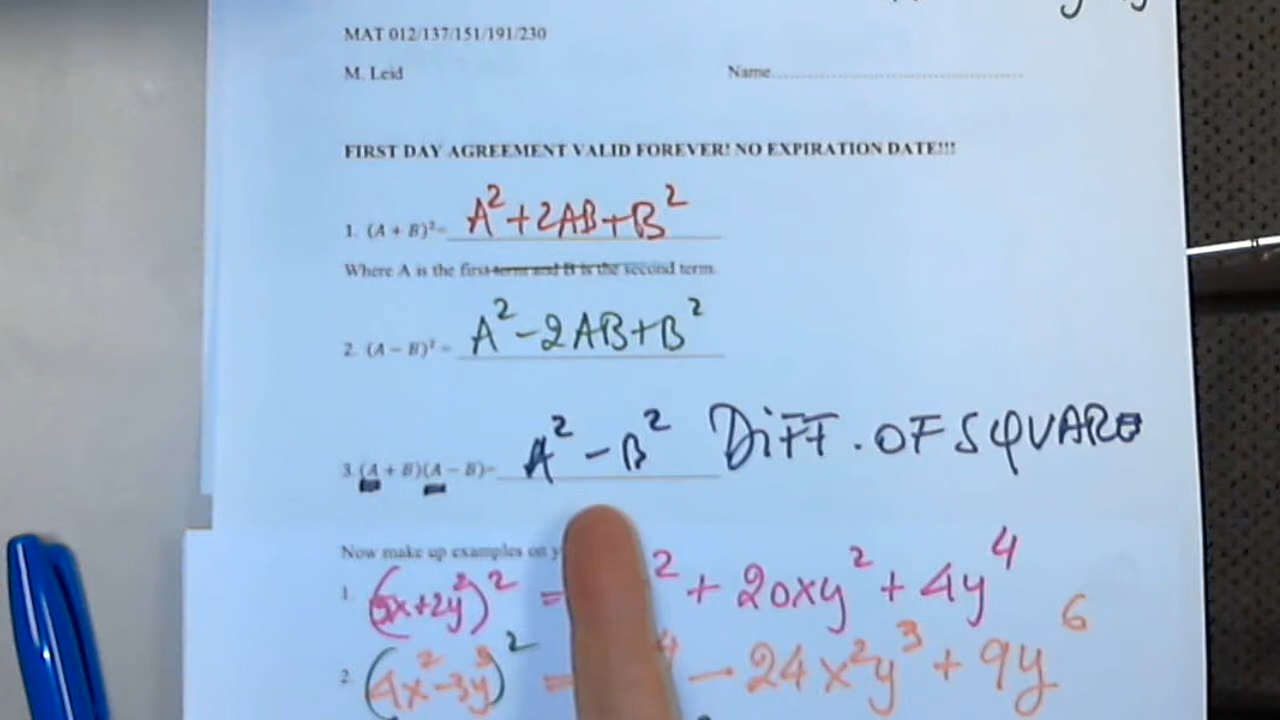 MAT 012/137/151/191/230
M. Leid Name
FIRST DAY AGREEMENT VALID FOREVER! NO EXPIRATION DATE!!!
1. (A + B)²= A²+2AB+B²
Where A is the first term and B is the second term.
2. (A − B)² = A²-2AB+B²
3. (A + B)(A − B)= A²-B² DIFF. OF SQUARE
Now make up examples on
1. (5x+2y²)² = ² + 20xy² + 4y⁴
2. (4x²-3y³)² = ⁴ - 24x²y³ + 9y⁶